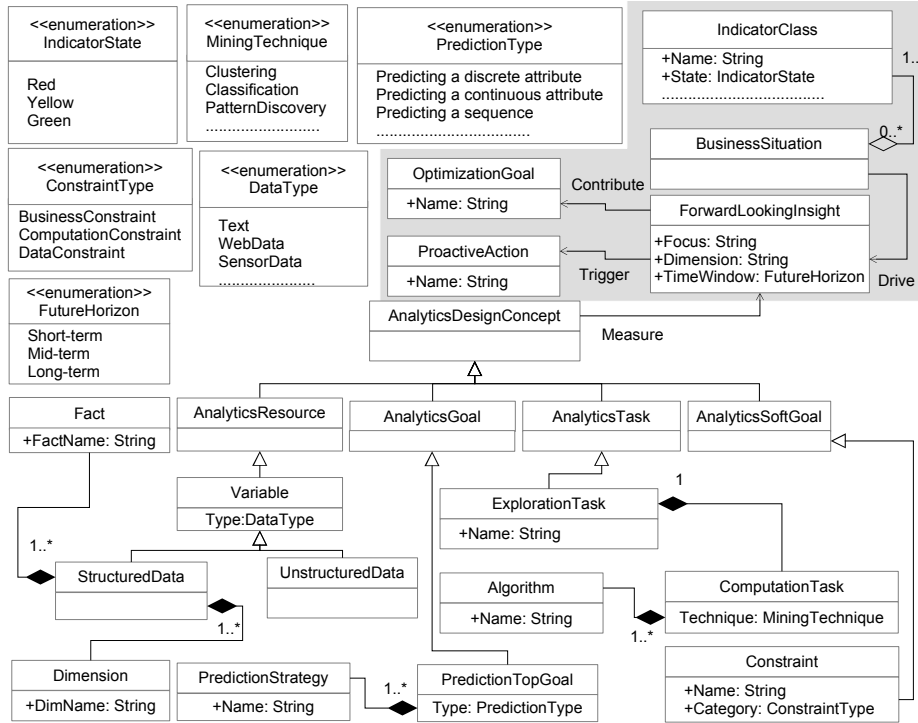 <<enumeration>>
IndicatorState
Red
Yellow
Green
<<enumeration>>
MiningTechnique
Clustering
Classification
PatternDiscovery
..........................
<<enumeration>>
PredictionType
Predicting a discrete attribute
Predicting a continuous attribute
Predicting a sequence
...................................
IndicatorClass
+Name: String
+State: IndicatorState
.....................................
1..
0..*
BusinessSituation
<<enumeration>>
ConstraintType
BusinessConstraint
ComputationConstraint
DataConstraint
<<enumeration>>
DataType
Text
WebData
SensorData
......................
OptimizationGoal
+Name: String
Contribute
ForwardLookingInsight
+Focus: String
+Dimension: String
+TimeWindow: FutureHorizon
ProactiveAction
+Name: String
Trigger
Drive
<<enumeration>>
FutureHorizon
Short-term
Mid-term
Long-term
AnalyticsDesignConcept
Measure
Fact
+FactName: String
AnalyticsResource
AnalyticsGoal
AnalyticsTask
AnalyticsSoftGoal
Variable
Type:DataType
ExplorationTask
+Name: String
1
1..*
StructuredData
UnstructuredData
Algorithm
+Name: String
ComputationTask
Technique: MiningTechnique
1..*
1..*
Dimension
+DimName: String
PredictionStrategy
+Name: String
1..*
PredictionTopGoal
Type: PredictionType
Constraint
+Name: String
+Category: ConstraintType